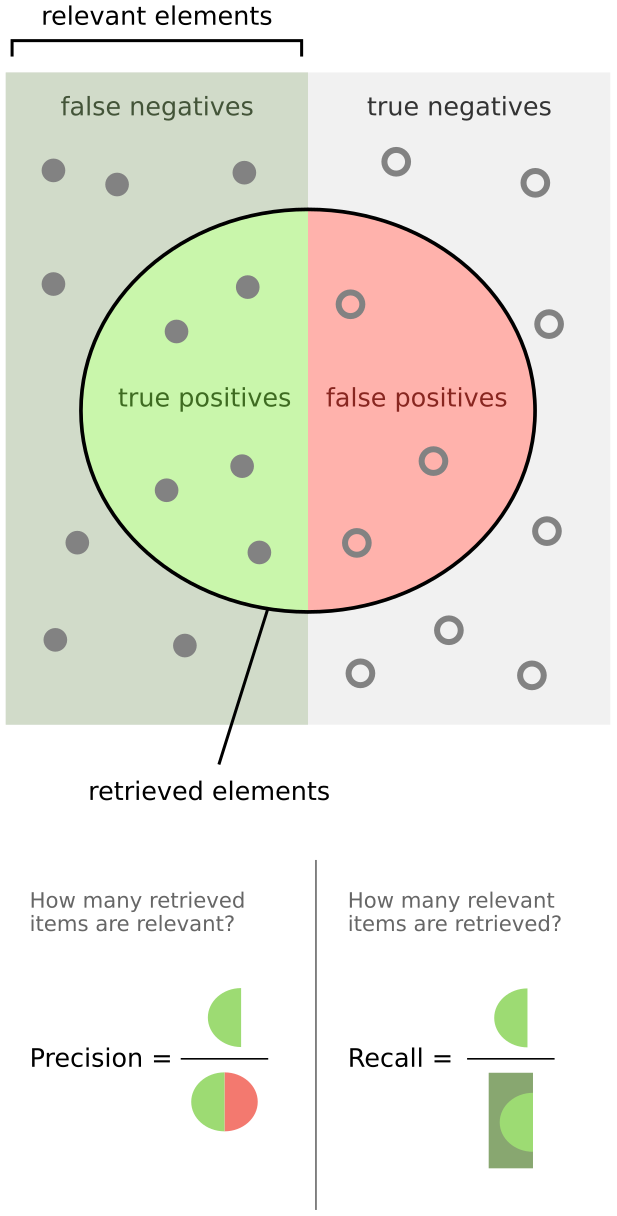 relevant elements
false negatives
true negatives
true positives
false positives
retrieved elements
How many retrieved
items are relevant?
How many relevant
items are retrieved?
Precision =
Recall =